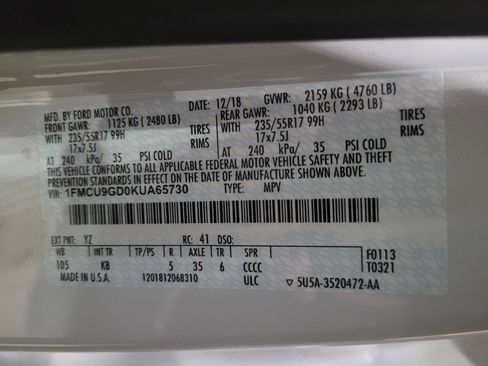 MFD. BY FORD MOTOR CO. DATE: 12/18 GVWR: 2159 KG ( 4760 LB)
FRONT GAWR: 1125 KG ( 2480 LB) REAR GAWR: 1040 KG ( 2293 LB)
WITH 235/55R17 99H TIRES WITH 235/55R17 99H TIRES
17x7.5J RIMS 17x7.5J RIMS
AT 240 kPa/ 35 PSI COLD AT 240 kPa/ 35 PSI COLD
THIS VEHICLE CONFORMS TO ALL APPLICABLE FEDERAL MOTOR VEHICLE SAFETY AND THEFT
PREVENTION STANDARDS IN EFFECT ON THE DATE OF MANUFACTURE SHOWN ABOVE.
VIN: 1FMCU9GD0KUA65730 TYPE: MPV
EXT PNT: YZ RC: 41 DSO:
WB INT TR TP/PS R AXLE TR SPR
105 KB 5 35 6 CCCC
F0113
T0321
MADE IN U.S.A. 1201812068310 ULC 5U5A-3520472-AA